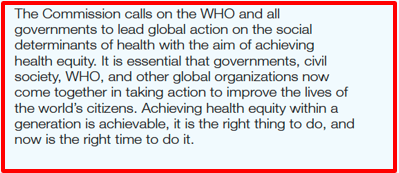 The Commission calls on the WHO and all
governments to lead global action on the social
determinants of health with the aim of achieving
health equity. It is essential that governments, civil
society, WHO, and other global organizations now
come together in taking action to improve the lives of
the world’s citizens. Achieving health equity within a
generation is achievable, it is the right thing to do, and
now is the right time to do it.